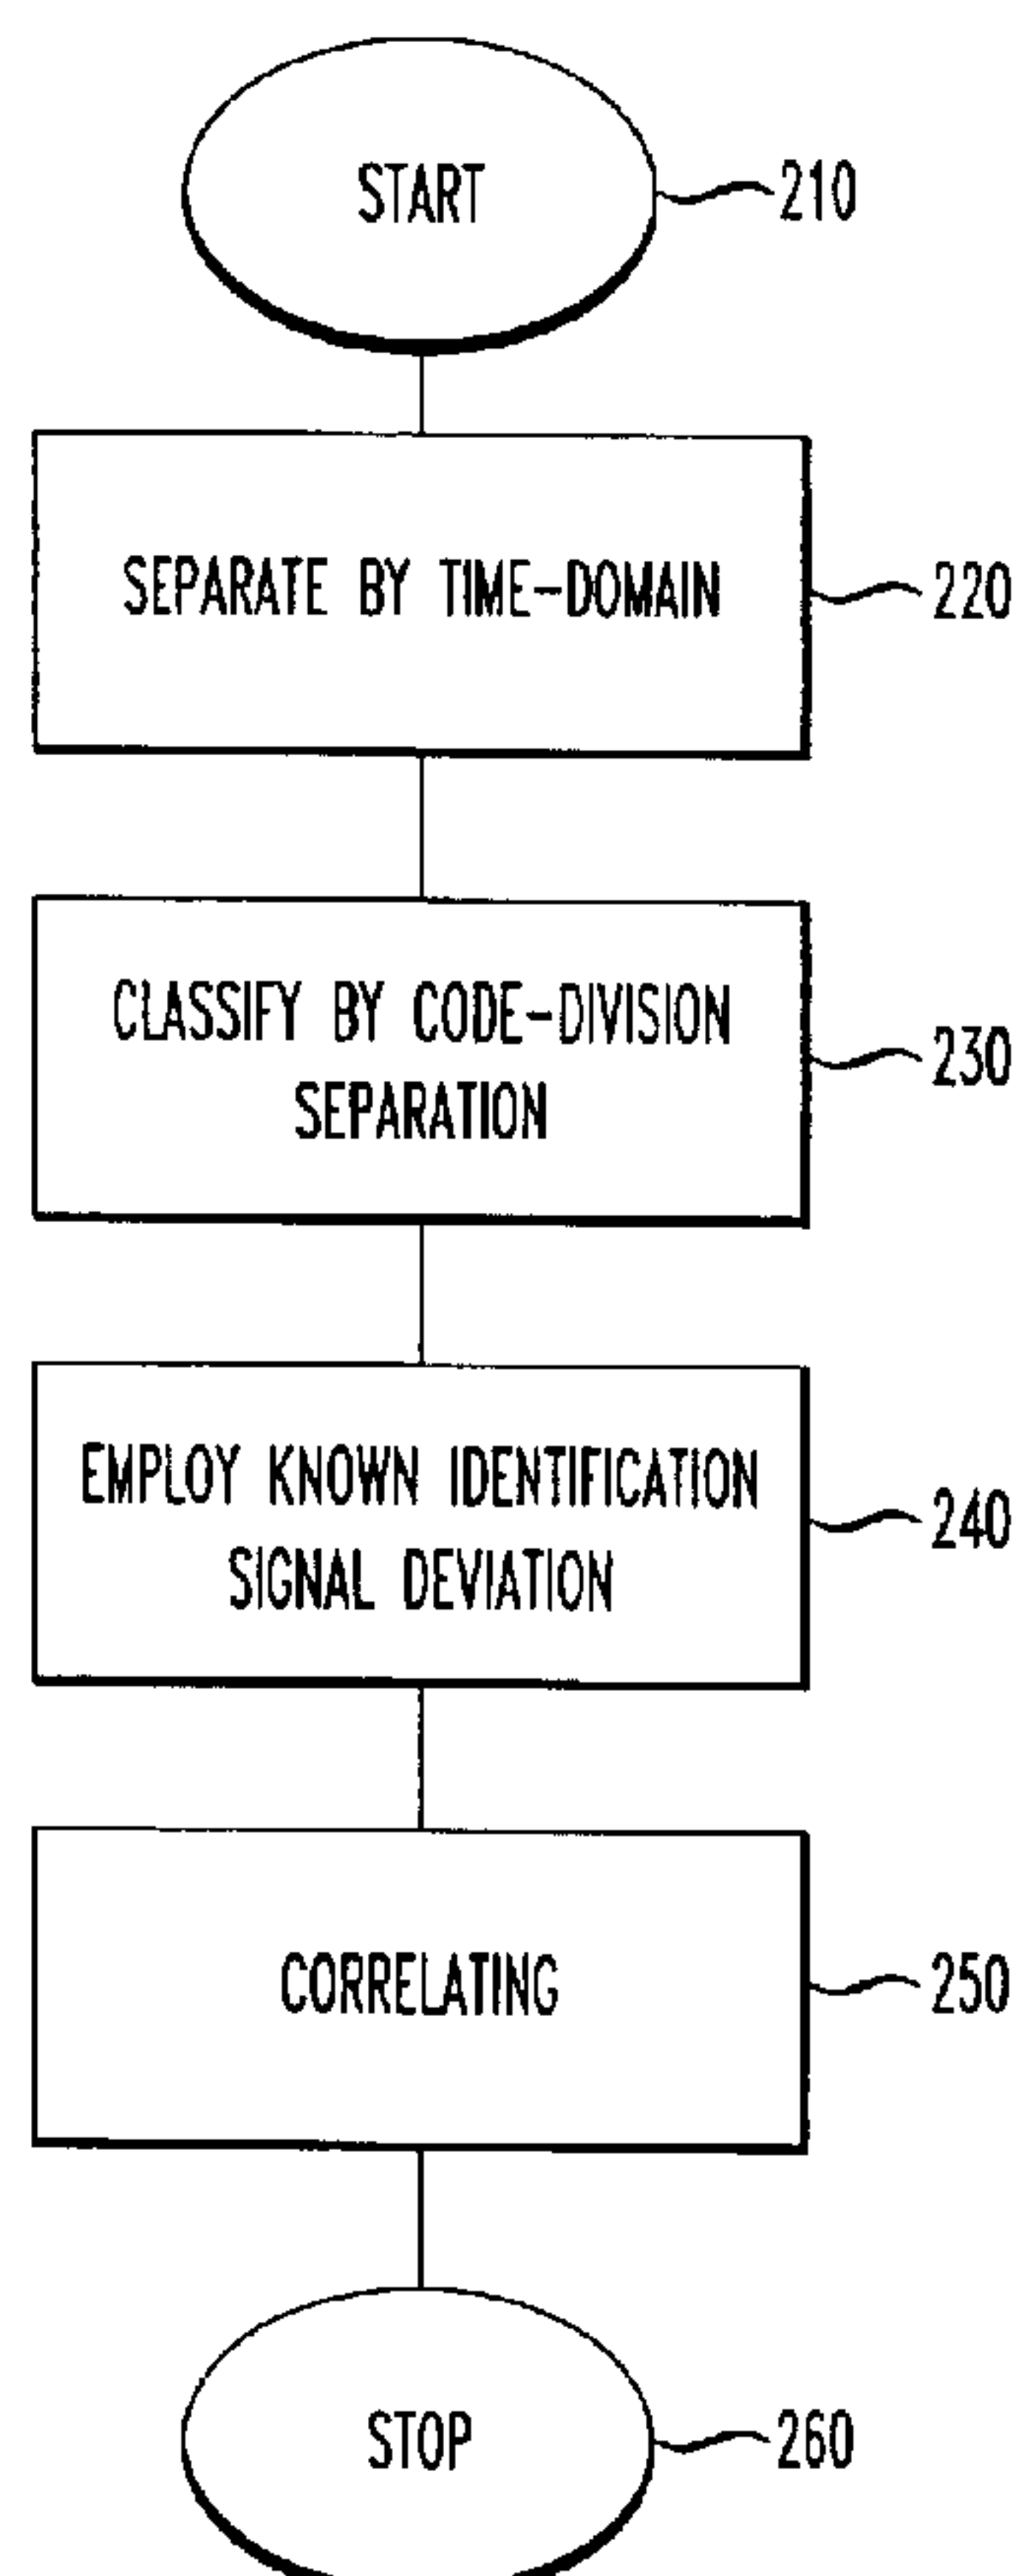 START
210
SEPARATE BY TIME-DOMAIN
220
CLASSIFY BY CODE-DIVISION
SEPARATION
230
EMPLOY KNOWN IDENTIFICATION
SIGNAL DEVIATION
240
CORRELATING
250
STOP
260